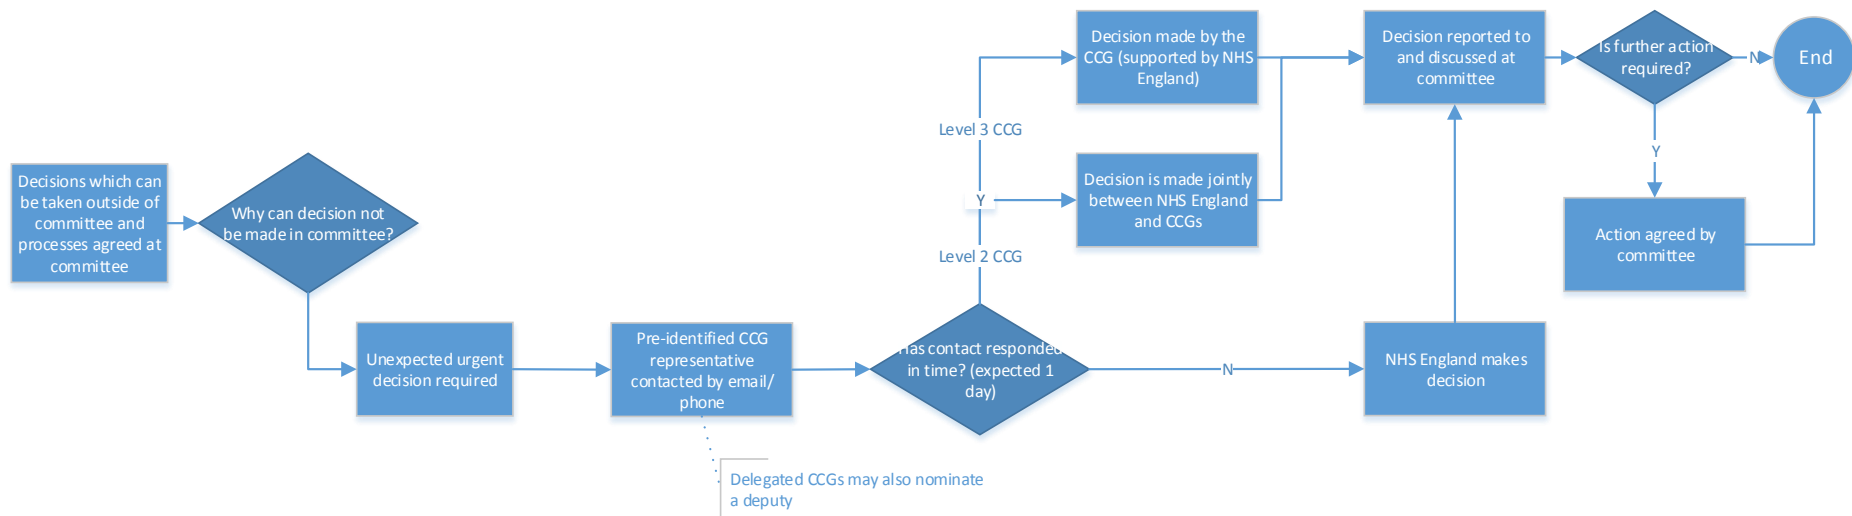 Decisions which can
be taken outside of
committee and
processes agreed at
committee
Why can decision not
be made in committee?
Unexpected urgent
decision required
Pre-identified CCG
representative
contacted by email/
phone
Delegated CCGs may also nominate
a deputy
Has contact responded
in time? (expected 1
day)
Level 2 CCG
Y
Level 3 CCG
N
Decision made by the
CCG (supported by NHS
England)
Decision is made jointly
between NHS England
and CCGs
NHS England makes
decision
Decision reported to
and discussed at
committee
Is further action
required?
N
End
Y
Action agreed by
committee